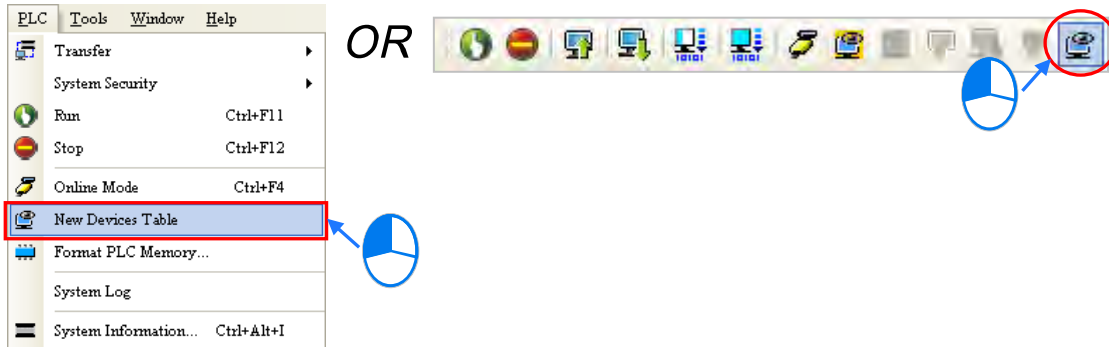 PLC Tools Window Help
Transfer
System Security
Run Ctrl+F11
Stop Ctrl+F12
Online Mode Ctrl+F4
New Devices Table
Format PLC Memory...
System Log
System Information... Ctrl+Alt+I
OR